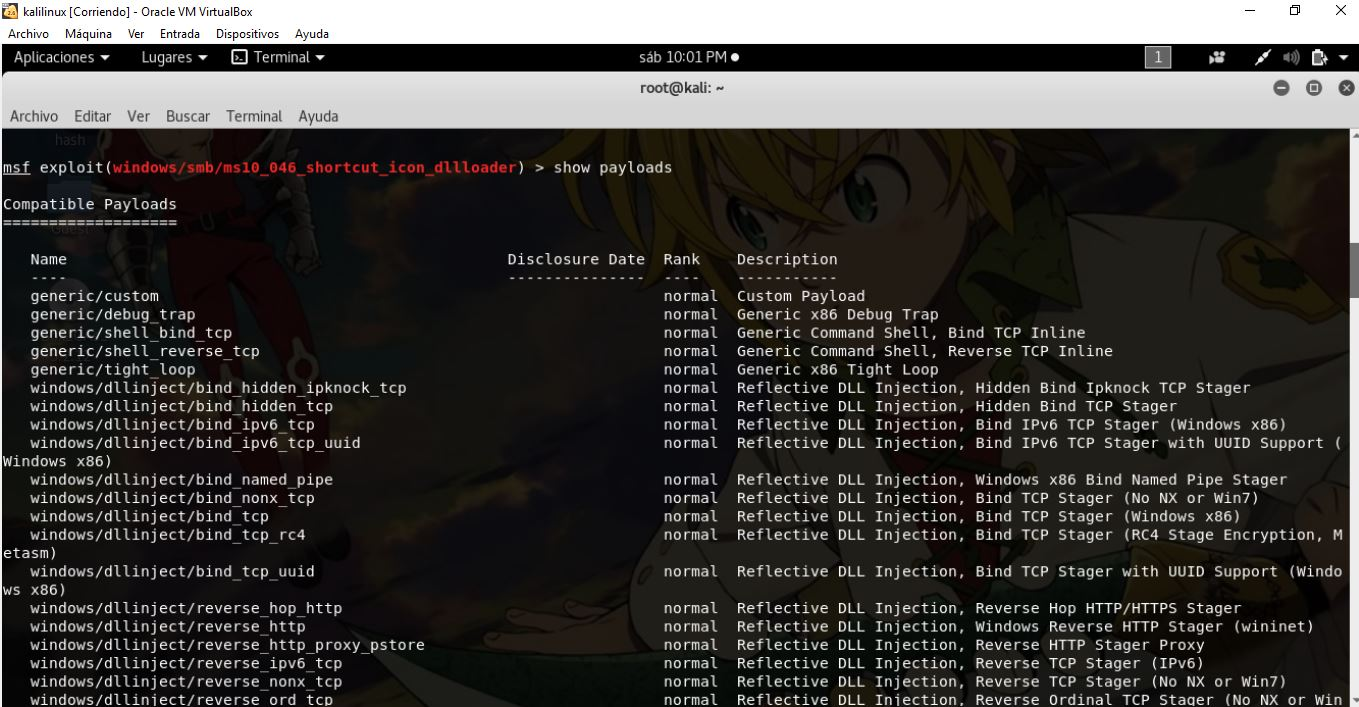 kalilinux [Corriendo] - Oracle VM VirtualBox
Archivo Máquina Ver Entrada Dispositivos Ayuda
Aplicaciones Lugares Terminal sáb 10:01 PM 1
root@kali: ~
Archivo Editar Ver Buscar Terminal Ayuda
hash
msf exploit(windows/smb/ms10_046_shortcut_icon_dllloader) > show payloads
Compatible Payloads
===================
Name Disclosure Date Rank Description
---- --------------- ---- -----------
generic/custom normal Custom Payload
generic/debug_trap normal Generic x86 Debug Trap
generic/shell_bind_tcp normal Generic Command Shell, Bind TCP Inline
generic/shell_reverse_tcp normal Generic Command Shell, Reverse TCP Inline
generic/tight_loop normal Generic x86 Tight Loop
windows/dllinject/bind_hidden_ipknock_tcp normal Reflective DLL Injection, Hidden Bind Ipknock TCP Stager
windows/dllinject/bind_hidden_tcp normal Reflective DLL Injection, Hidden Bind TCP Stager
windows/dllinject/bind_ipv6_tcp normal Reflective DLL Injection, Bind IPv6 TCP Stager (Windows x86)
windows/dllinject/bind_ipv6_tcp_uuid normal Reflective DLL Injection, Bind IPv6 TCP Stager with UUID Support (
Windows x86)
windows/dllinject/bind_named_pipe normal Reflective DLL Injection, Windows x86 Bind Named Pipe Stager
windows/dllinject/bind_nonx_tcp normal Reflective DLL Injection, Bind TCP Stager (No NX or Win7)
windows/dllinject/bind_tcp normal Reflective DLL Injection, Bind TCP Stager (Windows x86)
windows/dllinject/bind_tcp_rc4 normal Reflective DLL Injection, Bind TCP Stager (RC4 Stage Encryption, M
etasm)
windows/dllinject/bind_tcp_uuid normal Reflective DLL Injection, Bind TCP Stager with UUID Support (Windo
ws x86)
windows/dllinject/reverse_hop_http normal Reflective DLL Injection, Reverse Hop HTTP/HTTPS Stager
windows/dllinject/reverse_http normal Reflective DLL Injection, Windows Reverse HTTP Stager (wininet)
windows/dllinject/reverse_http_proxy_pstore normal Reflective DLL Injection, Reverse HTTP Stager Proxy
windows/dllinject/reverse_ipv6_tcp normal Reflective DLL Injection, Reverse TCP Stager (IPv6)
windows/dllinject/reverse_nonx_tcp normal Reflective DLL Injection, Reverse TCP Stager (No NX or Win7)
windows/dllinject/reverse_ord_tcp normal Reflective DLL Injection, Reverse Ordinal TCP Stager (No NX or Win